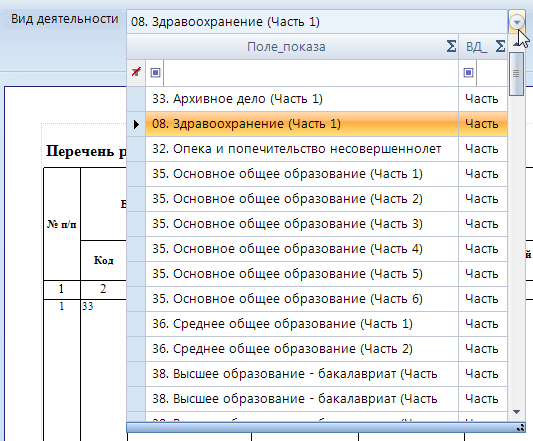 Вид деятельности
08. Здравоохранение (Часть 1)
Поле_показа Σ ВД_ Σ
33. Архивное дело (Часть 1) Часть
08. Здравоохранение (Часть 1) Часть
32. Опека и попечительство несовершеннолет Часть
35. Основное общее образование (Часть 1) Часть
35. Основное общее образование (Часть 2) Часть
35. Основное общее образование (Часть 3) Часть
35. Основное общее образование (Часть 4) Часть
35. Основное общее образование (Часть 5) Часть
35. Основное общее образование (Часть 6) Часть
36. Среднее общее образование (Часть 1) Часть
36. Среднее общее образование (Часть 2) Часть
38. Высшее образование - бакалавриат (Часть Часть
38. Высшее образование - бакалавриат (Часть Часть
Перечень р
№ п/п
В
Код
й
1 2
1 33